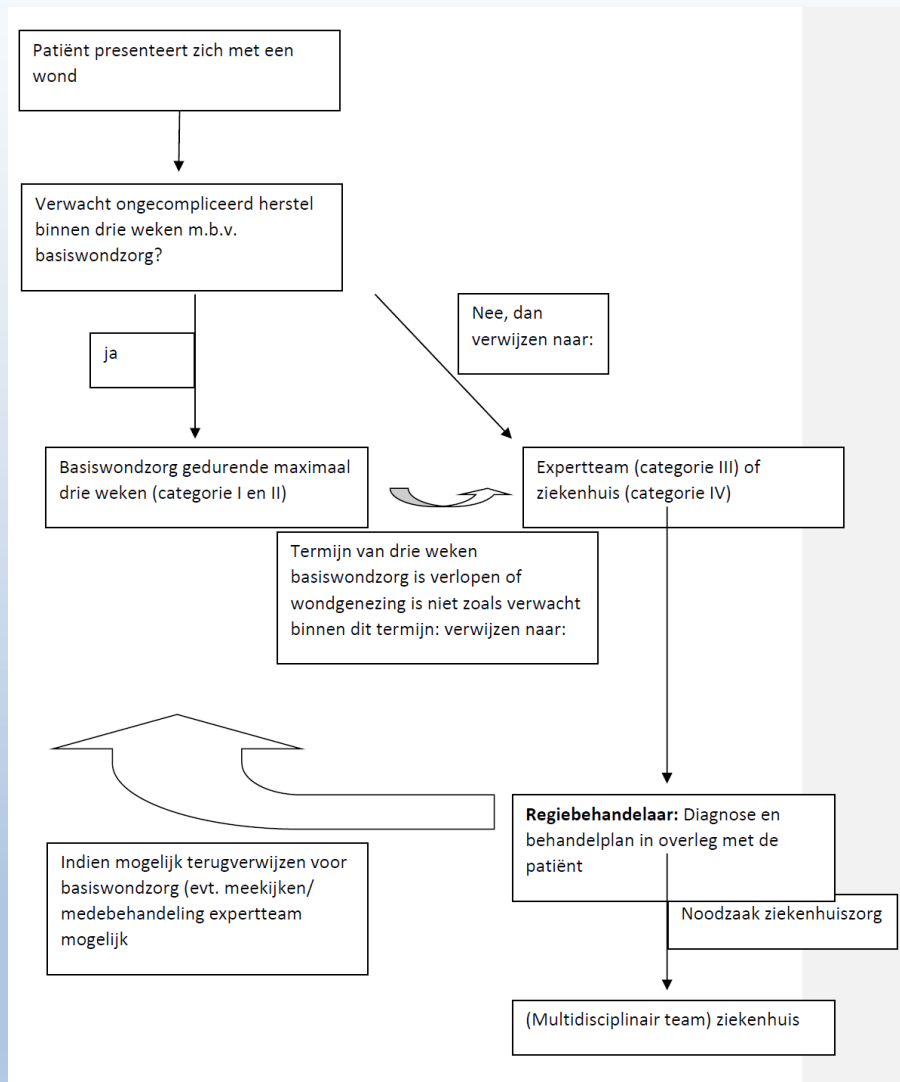 Patiënt presenteert zich met een
wond
Verwacht ongecompliceerd herstel
binnen drie weken m.b.v.
basiswondzorg?
Nee, dan
verwijzen naar:
ja
Basiswondzorg gedurende maximaal
drie weken (categorie I en II)
Expertteam (categorie III) of
ziekenhuis (categorie IV)
Termijn van drie weken
basiswondzorg is verlopen of
wondgenezing is niet zoals verwacht
binnen dit termijn: verwijzen naar:
Regiebehandelaar: Diagnose en
behandelplan in overleg met de
patiënt
Indien mogelijk terugverwijzen voor
basiswondzorg (evt. meekijken/
medebehandeling expertteam
mogelijk
Noodzaak ziekenhuiszorg
(Multidisciplinair team) ziekenhuis